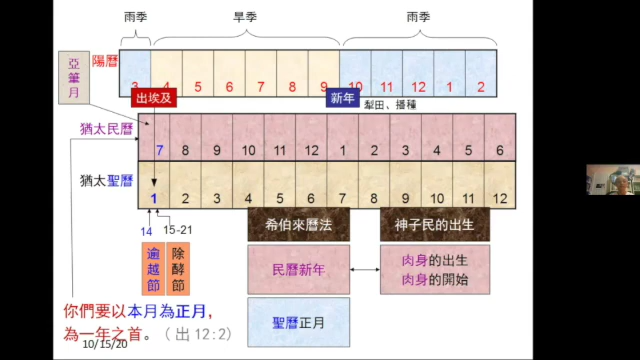 雨季 旱季 雨季
陽曆 3 4 5 6 7 8 9 10 11 12 1 2
亞筆月
出埃及 新年
犁田、播種
猶太民曆 7 8 9 10 11 12 1 2 3 4 5 6
猶太聖曆 1 2 3 4 5 6 7 8 9 10 11 12
14 15-21
逾越節 除酵節
希伯來曆法 神子民的出生
民曆新年 肉身的出生
肉身的開始
聖曆正月
你們要以本月為正月,
為一年之首。(出 12:2)
10/15/20